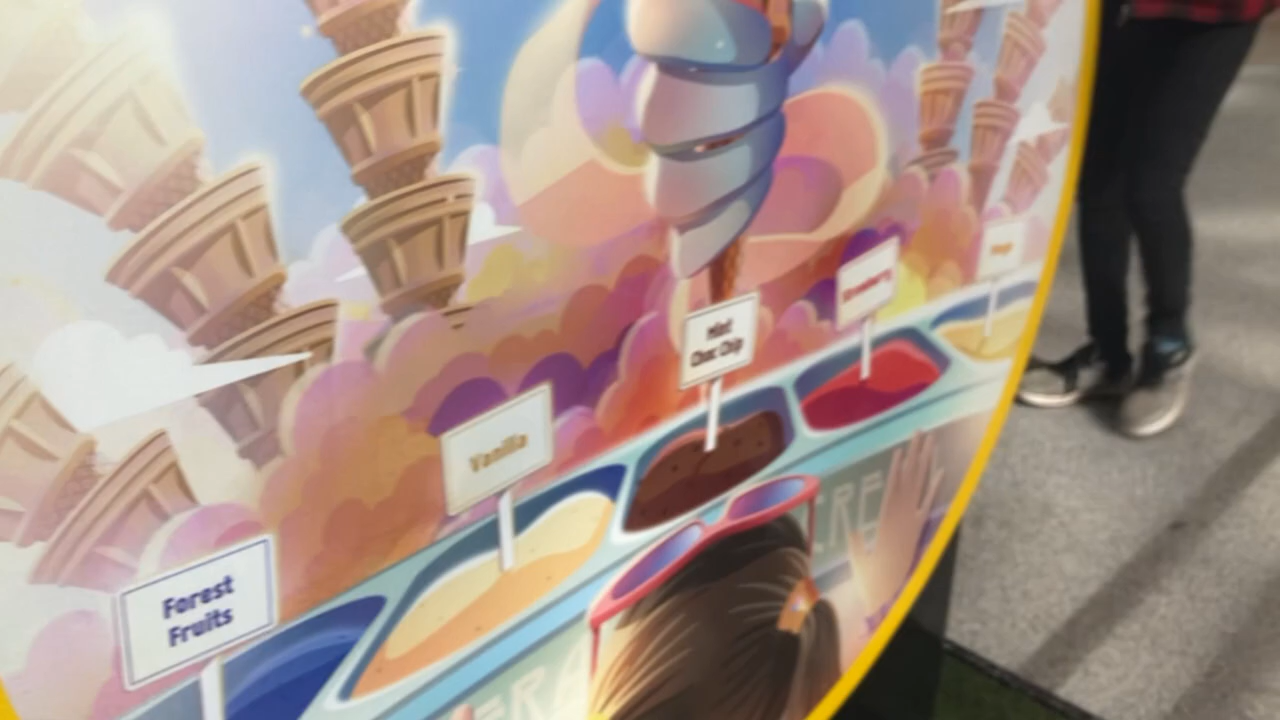 Forest
Fruits
Vanilla
Mint
Choc Chip
Strawberry